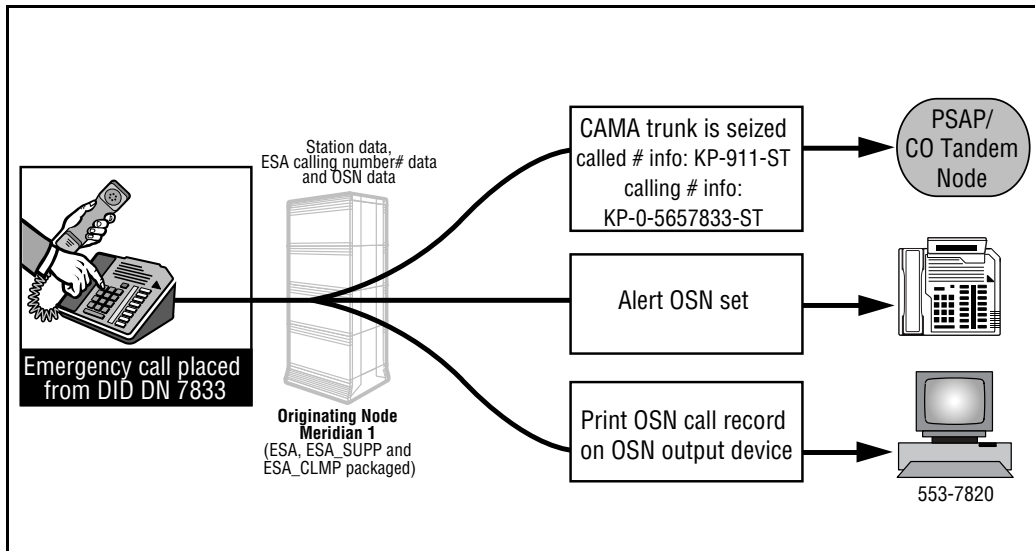 Emergency call placed
from DID DN 7833
Station data,
ESA calling number# data
and OSN data
Originating Node
Meridian 1
(ESA, ESA_SUPP and
ESA_CLMP packaged)
CAMA trunk is seized
called # info: KP-911-ST
calling # info:
KP-0-5657833-ST
PSAP/
CO Tandem
Node
Alert OSN set
Print OSN call record
on OSN output device
553-7820